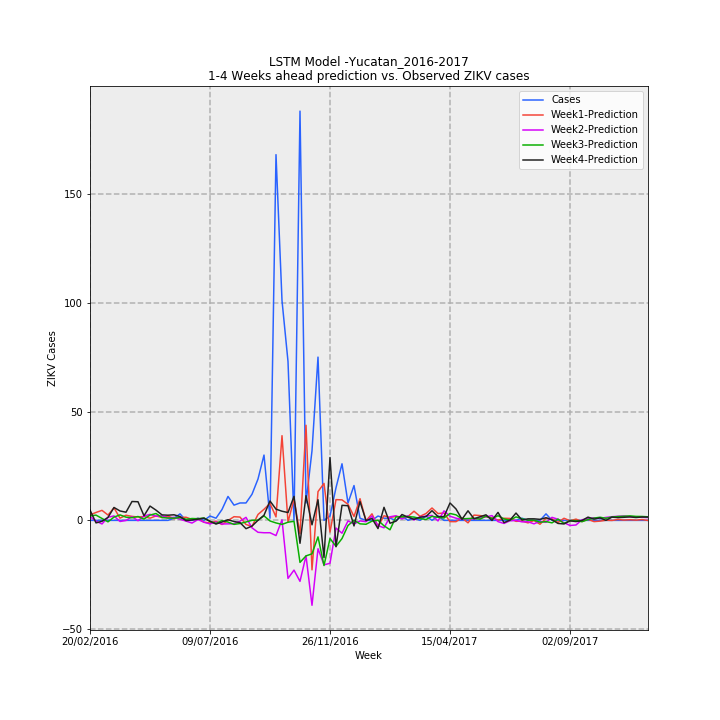 LSTM Model -Yucatan_2016-2017
1-4 Weeks ahead prediction vs. Observed ZIKV cases
Cases
Week1-Prediction
Week2-Prediction
Week3-Prediction
Week4-Prediction
150
100
50
0
−50
ZIKV Cases
20/02/2016 09/07/2016 26/11/2016 15/04/2017 02/09/2017
Week